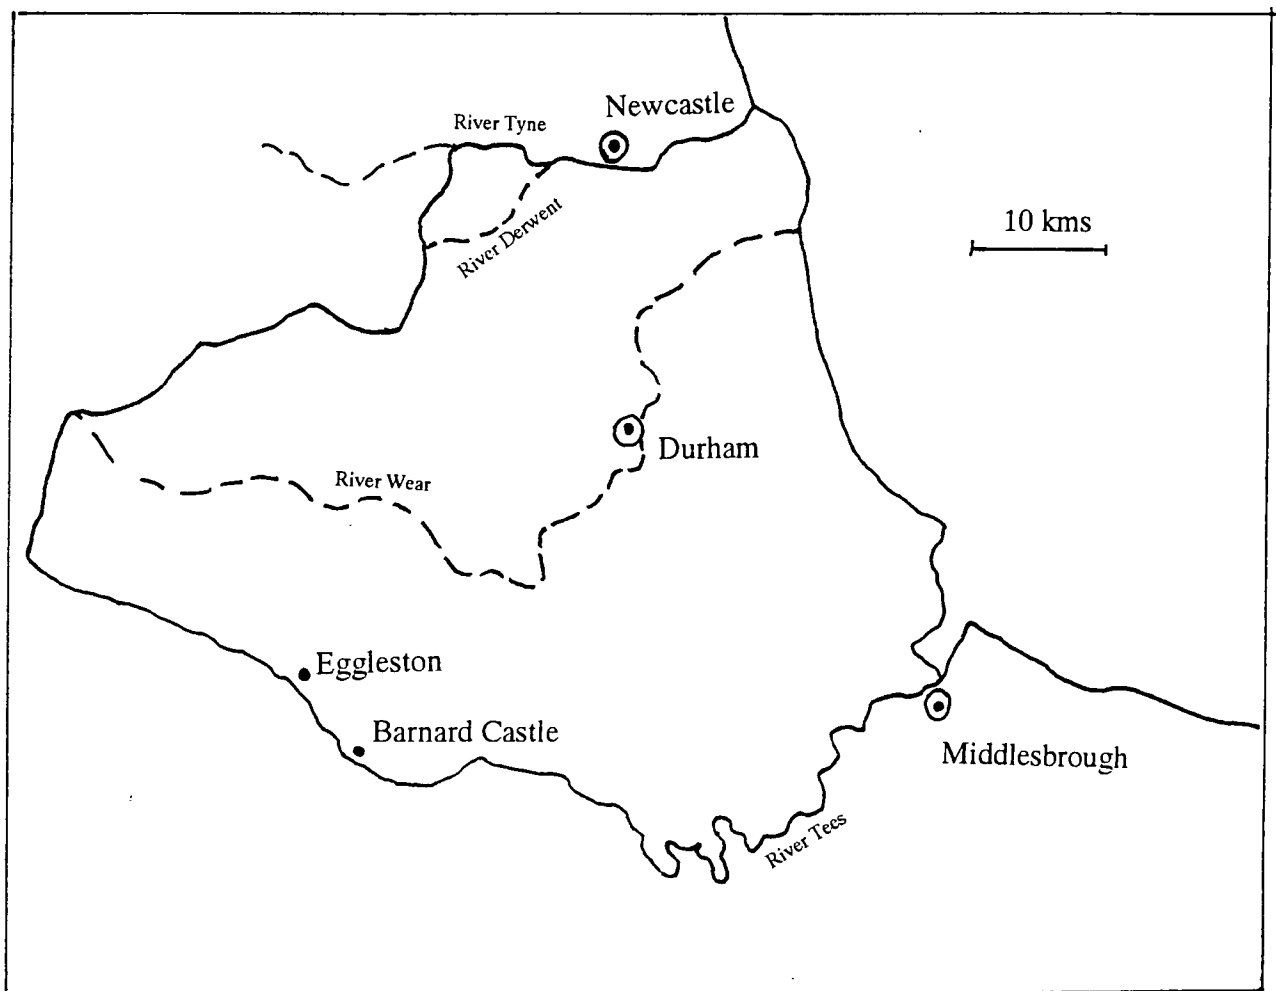 Newcastle
River Tyne
River Derwent
10 kms
Durham
River Wear
Eggleston
Barnard Castle
Middlesbrough
River Tees